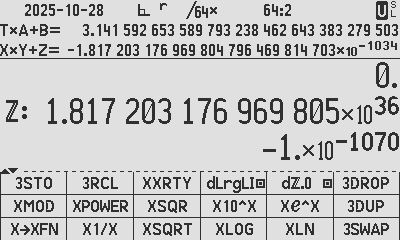 2025-10-28 ∟ r /64× 64:2 U S L
T×A+B= 3.141 592 653 589 793 238 462 643 383 279 503
X×Y+Z= -1.817 203 176 969 804 796 469 814 703×10⁻¹⁰³⁴
0.
Z: 1.817 203 176 969 805×10³⁶
-1.×10⁻¹⁰⁷⁰
3STO 3RCL XXRTY dLrgLI⊡ dℤ.0 ⊡ 3DROP
XMOD XPOWER XSQR X10^X Xe^X 3DUP
X→XFN X1/X XSQRT XLOG XLN 3SWAP